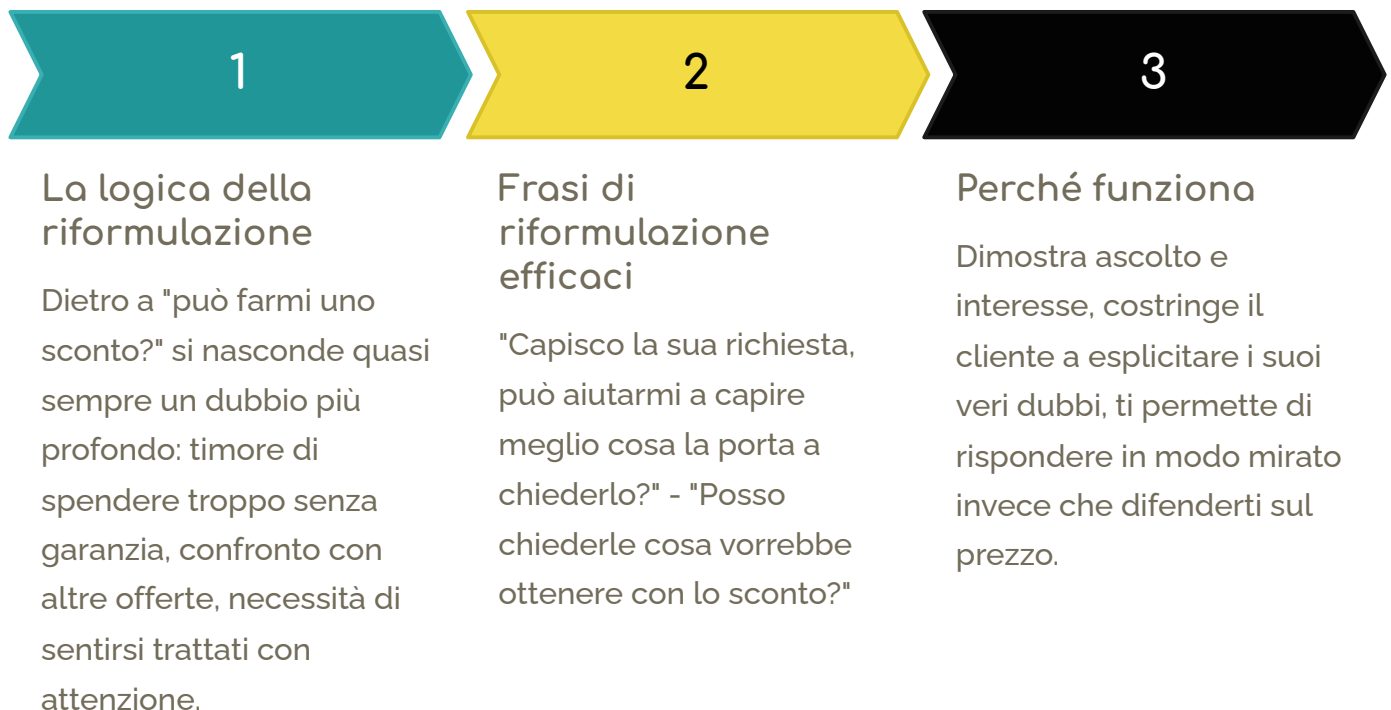 1
La logica della
riformulazione
Dietro a "può farmi uno
sconto?" si nasconde quasi
sempre un dubbio più
profondo: timore di
spendere troppo senza
garanzia, confronto con
altre offerte, necessità di
sentirsi trattati con
attenzione.
2
Frasi di
riformulazione
efficaci
"Capisco la sua richiesta,
può aiutarmi a capire
meglio cosa la porta a
chiederlo?" - "Posso
chiederle cosa vorrebbe
ottenere con lo sconto?"
3
Perché funziona
Dimostra ascolto e
interesse, costringe il
cliente a esplicitare i suoi
veri dubbi, ti permette di
rispondere in modo mirato
invece che difenderti sul
prezzo.